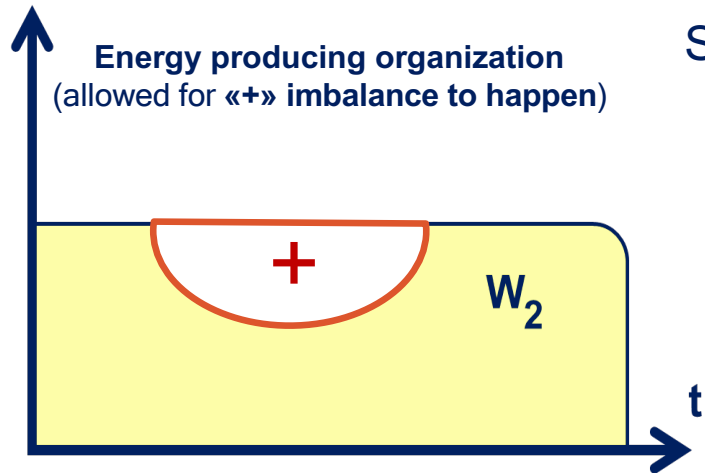 Energy producing organization
(allowed for «+» imbalance to happen)
S
+
W2
t